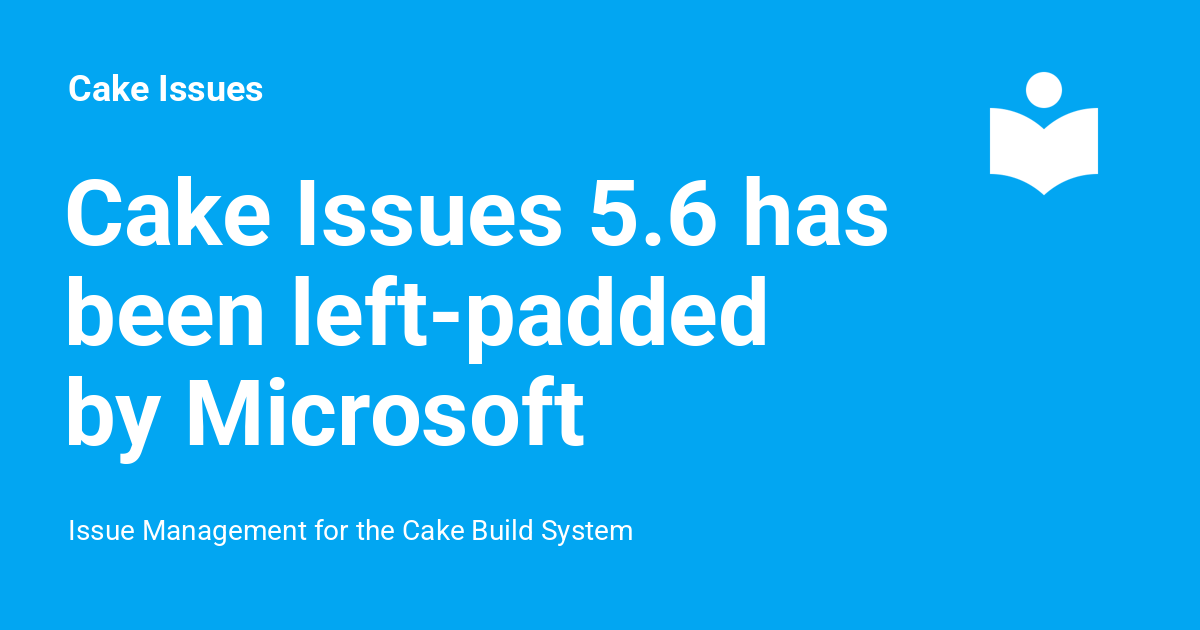 Cake Issues
Cake Issues 5.6 has
been left-padded
by Microsoft
Issue Management for the Cake Build System